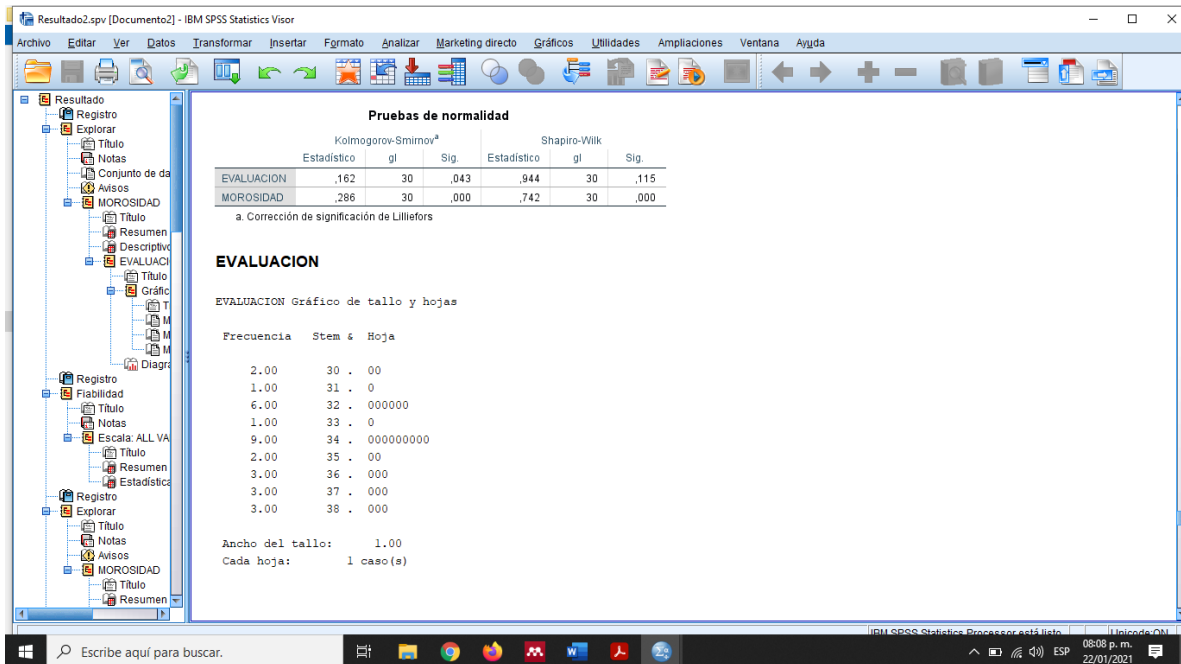 Resultado2.spv [Documento2] - IBM SPSS Statistics Visor
Archivo Editar Ver Datos Transformar Insertar Formato Analizar Marketing directo Gráficos Utilidades Ampliaciones Ventana Ayuda
Resultado
Registro
Explorar
Título
Notas
Conjunto de da
Avisos
MOROSIDAD
Título
Resumen
Descriptivo
EVALUACI
Título
Gráfic
T
M
M
M
Diagra
Registro
Fiabilidad
Título
Notas
Escala: ALL VA
Título
Resumen
Estadística
Registro
Explorar
Título
Notas
Avisos
MOROSIDAD
Título
Resumen
Pruebas de normalidad
Kolmogorov-Smirnovª Shapiro-Wilk
Estadístico gl Sig. Estadístico gl Sig.
EVALUACION ,162 30 ,043 ,944 30 ,115
MOROSIDAD ,286 30 ,000 ,742 30 ,000
a. Corrección de significación de Lilliefors
EVALUACION
EVALUACION Gráfico de tallo y hojas
Frecuencia Stem & Hoja
2.00 30 . 00
1.00 31 . 0
6.00 32 . 000000
1.00 33 . 0
9.00 34 . 000000000
2.00 35 . 00
3.00 36 . 000
3.00 37 . 000
3.00 38 . 000
Ancho del tallo: 1.00
Cada hoja: 1 caso(s)
IBM SPSS Statistics Processor está listo Unicode:ON
Escribe aquí para buscar.
ESP
08:08 p. m.
22/01/2021